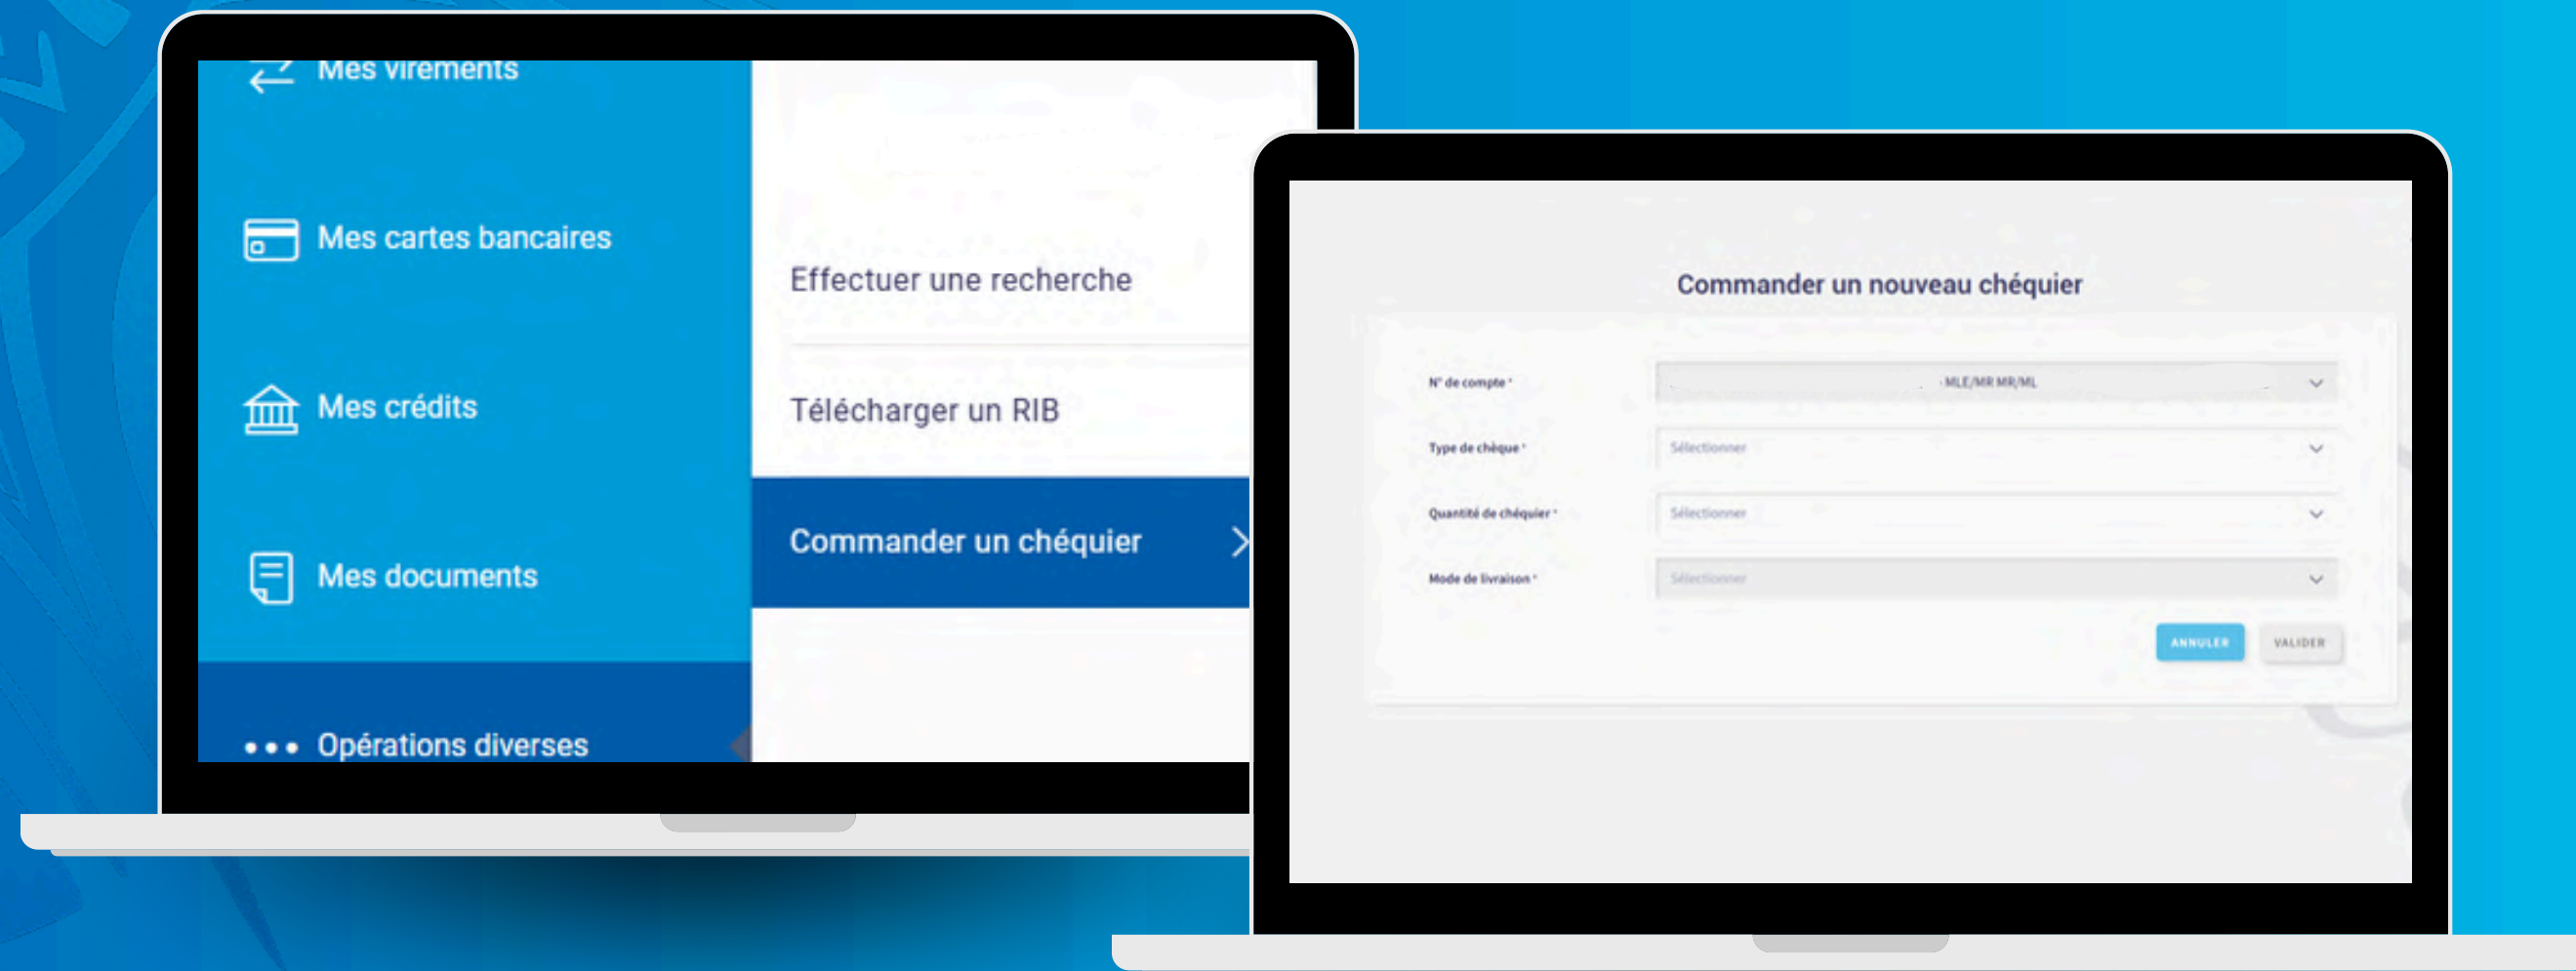 Mes virements
Mes cartes bancaires
Mes crédits
Mes documents
Opérations diverses
Effectuer une recherche
Télécharger un RIB
Commander un chéquier
Commander un nouveau chéquier
N° de compte *
- MLE/MR MR/ML
Type de chèque *
Sélectionner
Quantité de chéquier *
Sélectionner
Mode de livraison *
Sélectionner
ANNULER
VALIDER